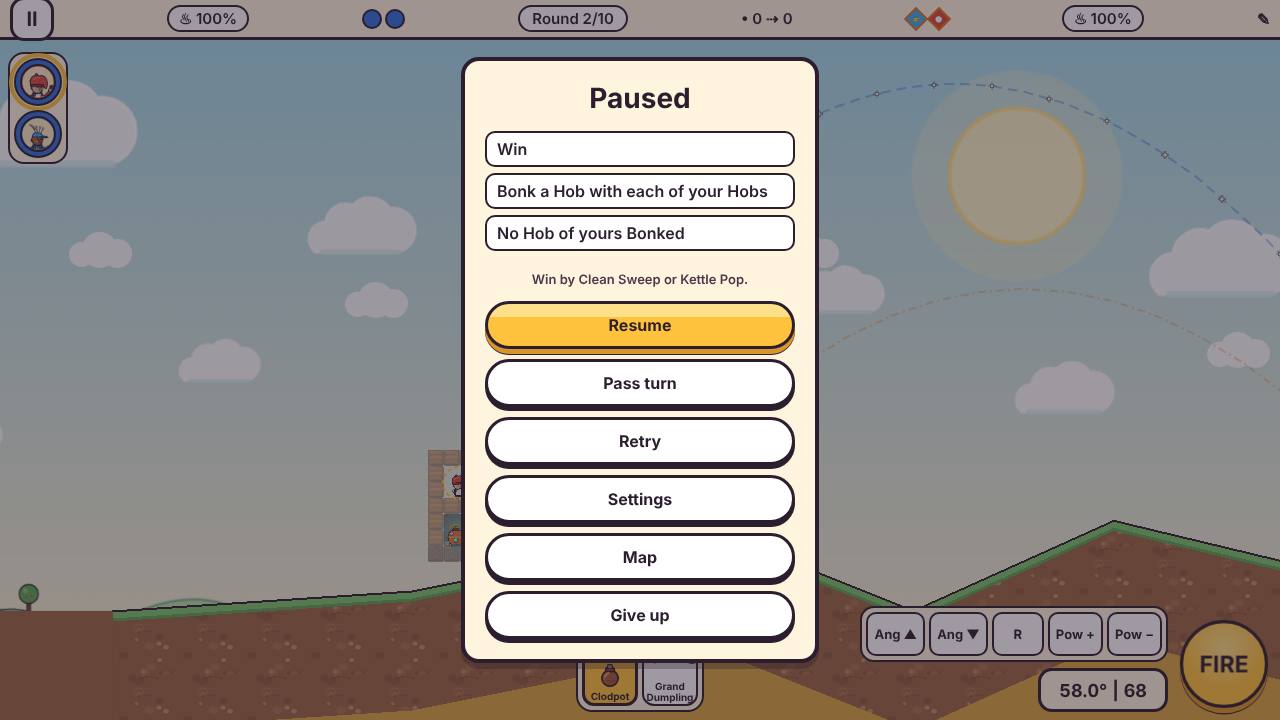 100%
Round 2/10
• 0 ⇢ 0
100%
Paused
Win
Bonk a Hob with each of your Hobs
No Hob of yours Bonked
Win by Clean Sweep or Kettle Pop.
Resume
Pass turn
Retry
Settings
Map
Give up
Ang ▲
Ang ▼
R
Pow +
Pow −
58.0° | 68
FIRE
Clodpot
Grand
Dumpling